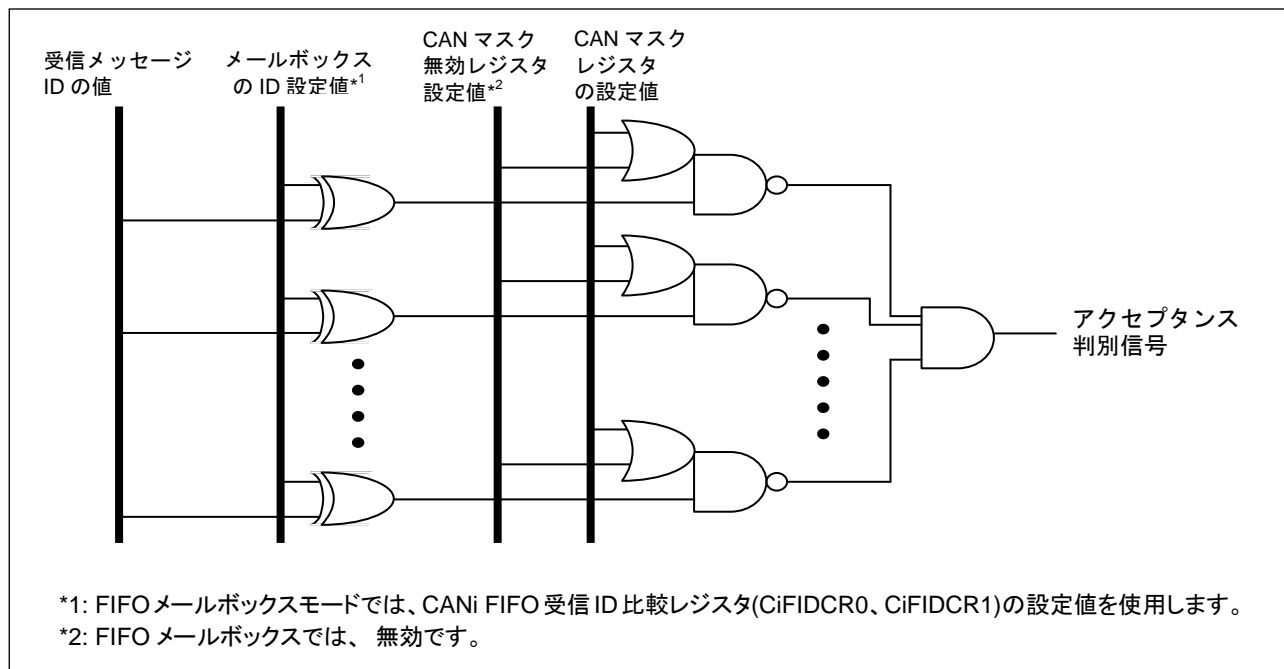 受信メッセージ
ID の値
メールボックス
の ID 設定値*1
CAN マスク
無効レジスタ
設定値*2
CAN マスク
レジスタ
の設定値
アクセプタンス
判別信号
*1: FIFO メールボックスモードでは、CANi FIFO 受信 ID 比較レジスタ(CiFIDCR0、CiFIDCR1)の設定値を使用します。
*2: FIFO メールボックスでは、 無効です。